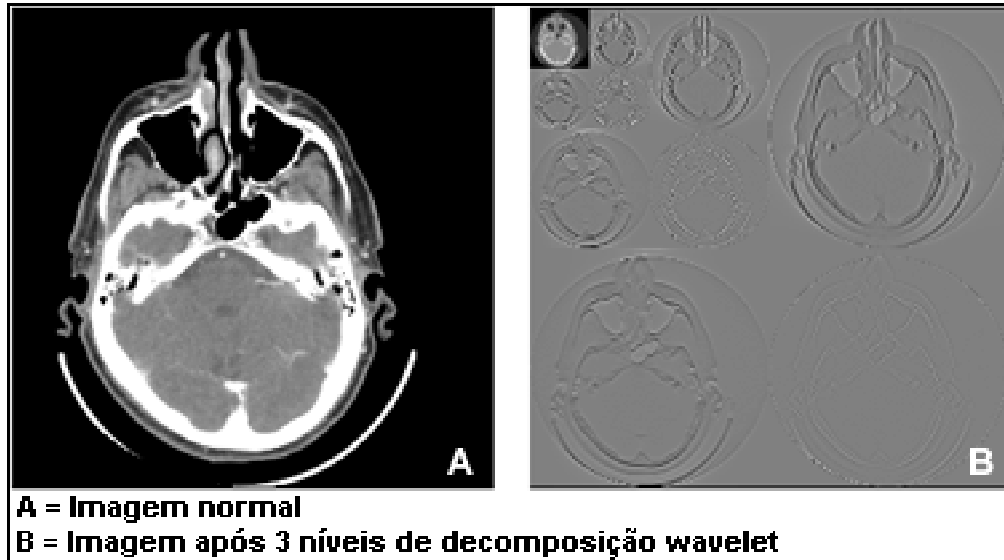 A
B
A = Imagem normal
B = Imagem após 3 níveis de decomposição wavelet